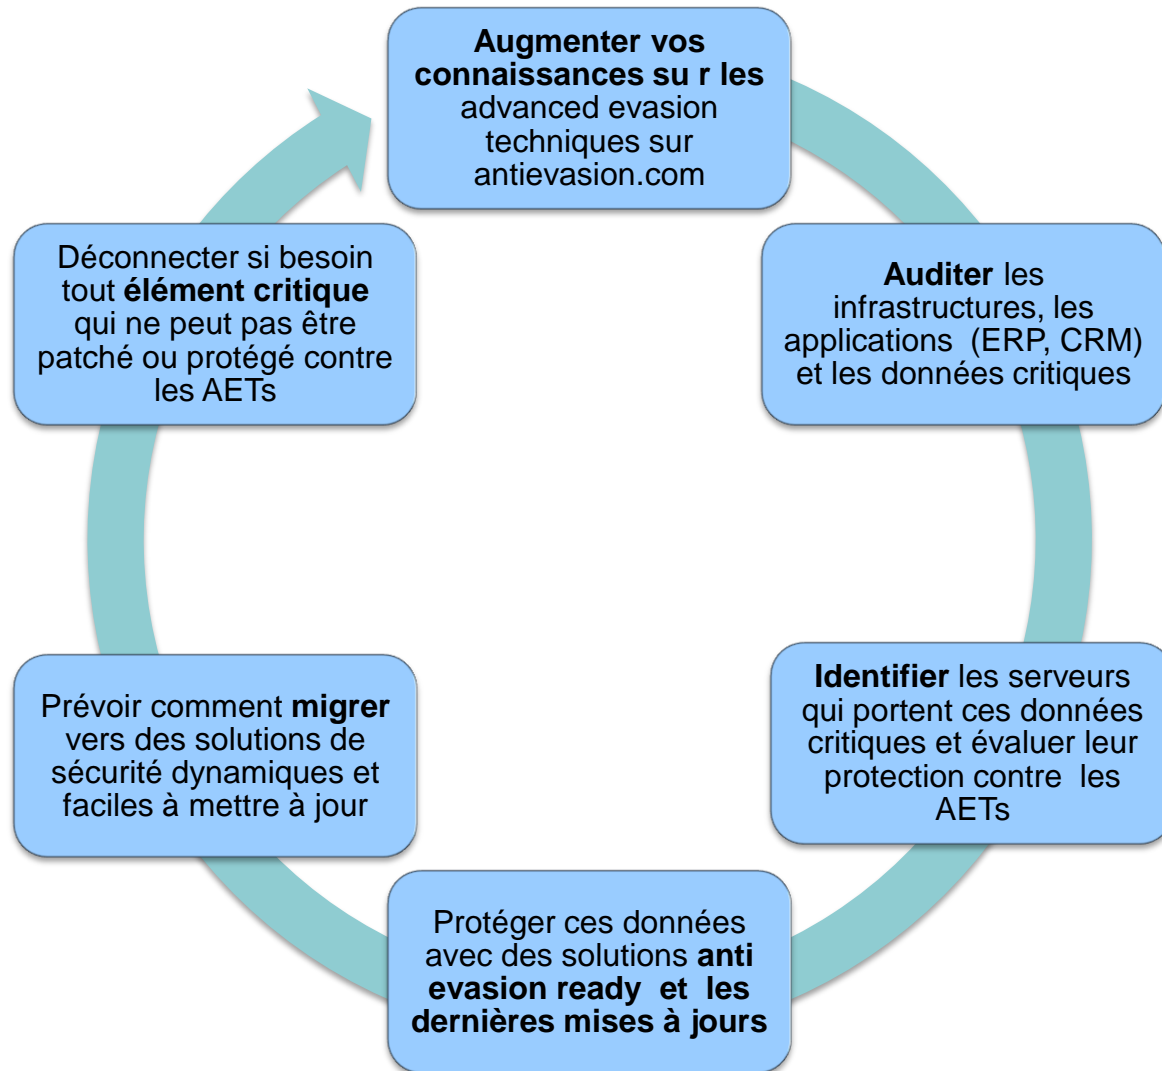 Augmenter vos
connaissances su r les
advanced evasion
techniques sur
antievasion.com
Auditer les
infrastructures, les
applications  (ERP, CRM)
et les données critiques
Identifier les serveurs
qui portent ces données
critiques et évaluer leur
protection contre  les
AETs
Protéger ces données
avec des solutions anti
evasion ready  et  les
dernières mises à jours
Prévoir comment migrer
vers des solutions de
sécurité dynamiques et
faciles à mettre à jour
Déconnecter si besoin
tout élément critique
qui ne peut pas être
patché ou protégé contre
les AETs